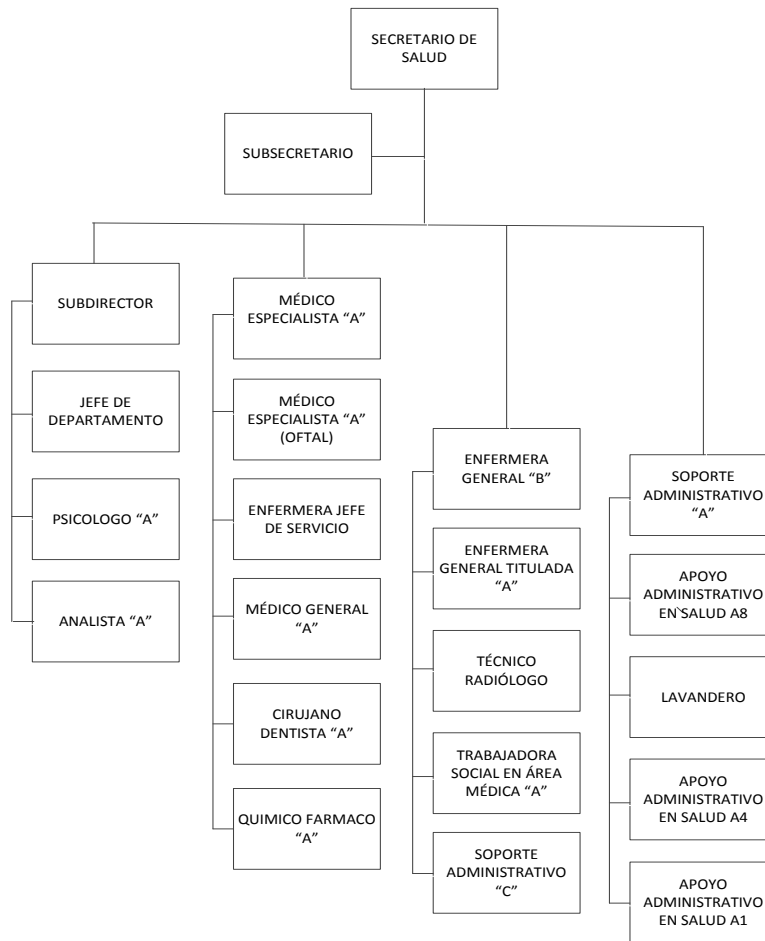 SECRETARIO DE
SALUD
SUBSECRETARIO
SUBDIRECTOR
JEFE DE
DEPARTAMENTO
PSICOLOGO “A”
ANALISTA “A”
MÉDICO
ESPECIALISTA “A”
MÉDICO
ESPECIALISTA “A”
(OFTAL)
ENFERMERA JEFE
DE SERVICIO
MÉDICO GENERAL
“A”
CIRUJANO
DENTISTA “A”
QUIMICO FARMACO
“A”
ENFERMERA
GENERAL “B”
ENFERMERA
GENERAL TITULADA
“A”
TÉCNICO
RADIÓLOGO
TRABAJADORA
SOCIAL EN ÁREA
MÉDICA “A”
SOPORTE
ADMINISTRATIVO
“C”
SOPORTE
ADMINISTRATIVO
“A”
APOYO
ADMINISTRATIVO
EN SALUD A8
LAVANDERO
APOYO
ADMINISTRATIVO
EN SALUD A4
APOYO
ADMINISTRATIVO
EN SALUD A1